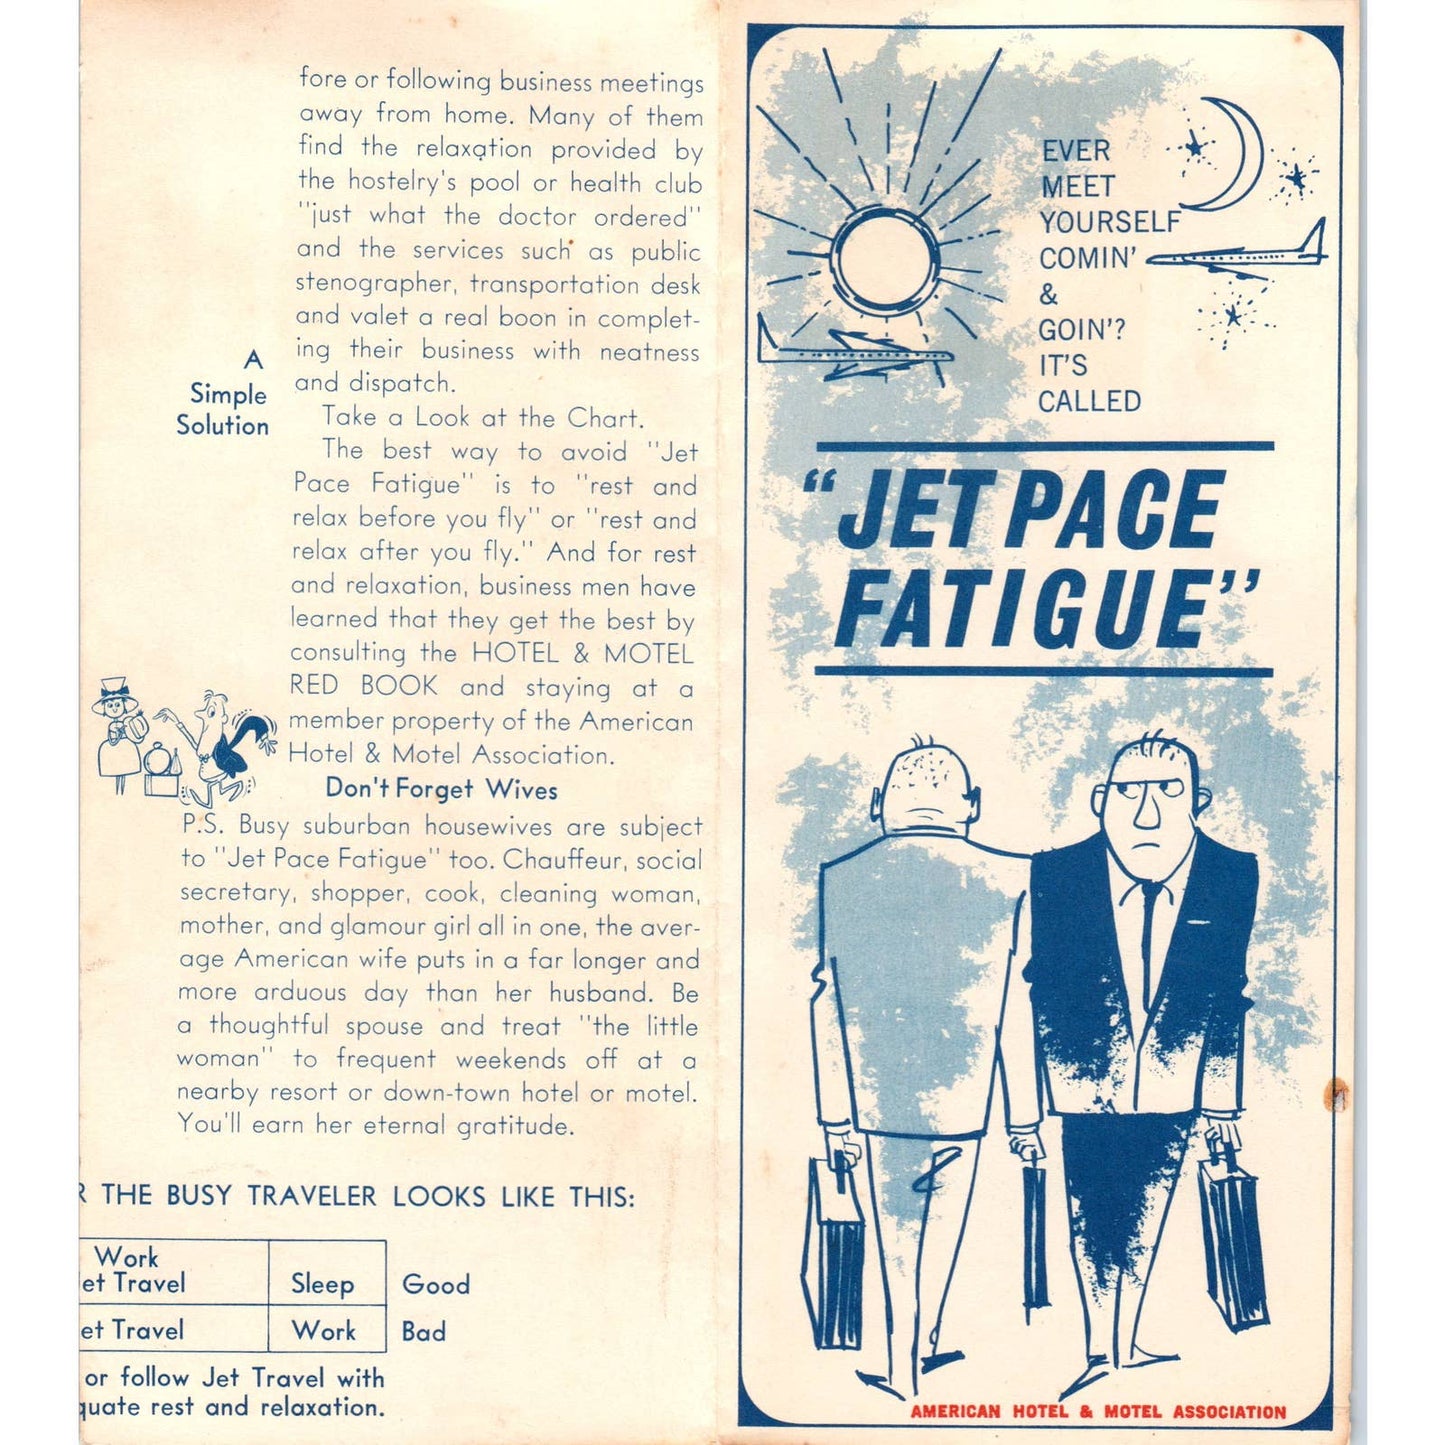 fore or following business meetings
away from home. Many of them
find the relaxation provided by
the hostelry's pool or health club
"just what the doctor ordered"
and the services such as public
stenographer, transportation desk
and valet a real boon in complet-
ing their business with neatness
and dispatch.
A
Simple
Solution
Take a Look at the Chart.
The best way to avoid "Jet
Pace Fatigue" is to "rest and
relax before you fly" or "rest and
relax after you fly." And for rest
and relaxation, business men have
learned that they get the best by
consulting the HOTEL & MOTEL
RED BOOK and staying at a
member property of the American
Hotel & Motel Association.
Don't Forget Wives
P.S. Busy suburban housewives are subject
to "Jet Pace Fatigue" too. Chauffeur, social
secretary, shopper, cook, cleaning woman,
mother, and glamour girl all in one, the aver-
age American wife puts in a far longer and
more arduous day than her husband. Be
a thoughtful spouse and treat "the little
woman" to frequent weekends off at a
nearby resort or down-town hotel or motel.
You'll earn her eternal gratitude.
R THE BUSY TRAVELER LOOKS LIKE THIS:
Work
et Travel Sleep Good
et Travel Work Bad
or follow Jet Travel with
quate rest and relaxation.
EVER
MEET
YOURSELF
COMIN'
&
GOIN'?
IT'S
CALLED
"JET PACE
FATIGUE"
AMERICAN HOTEL & MOTEL ASSOCIATION